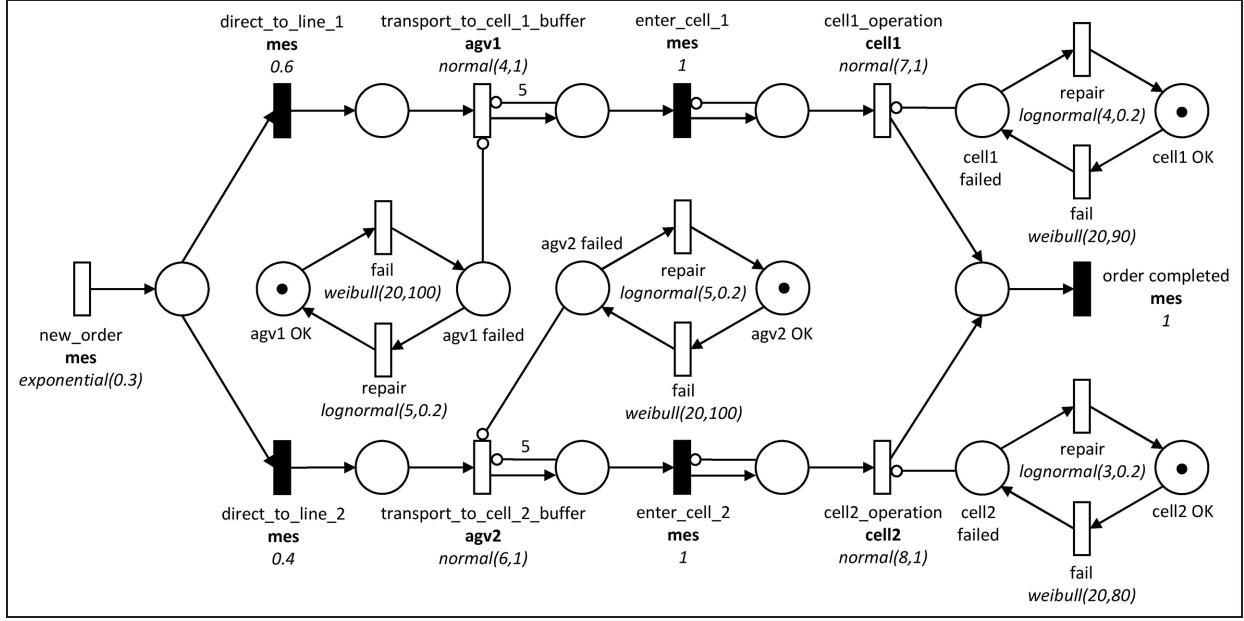 direct_to_line_1
mes
0.6
transport_to_cell_1_buffer
agv1
normal(4,1)
5
enter_cell_1
mes
1
cell1_operation
cell1
normal(7,1)
repair
lognormal(4,0.2)
cell1
failed
cell1 OK
fail
weibull(20,90)
new_order
mes
exponential(0.3)
fail
weibull(20,100)
agv1 OK
agv1 failed
repair
lognormal(5,0.2)
agv2 failed
repair
lognormal(5,0.2)
agv2 OK
fail
weibull(20,100)
order completed
mes
1
direct_to_line_2
mes
0.4
5
transport_to_cell_2_buffer
agv2
normal(6,1)
enter_cell_2
mes
1
cell2_operation
cell2
normal(8,1)
repair
lognormal(3,0.2)
cell2
failed
cell2 OK
fail
weibull(20,80)